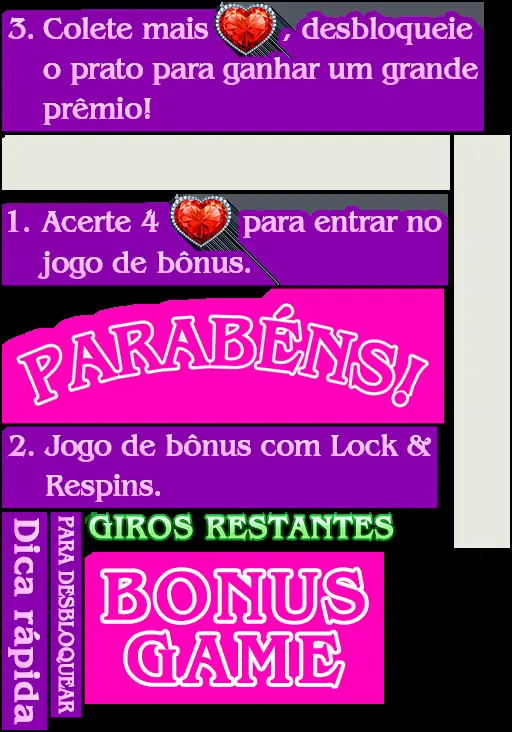 3. Colete mais , desbloqueie
o prato para ganhar um grande
prêmio!
1. Acerte 4 para entrar no
jogo de bônus.
PARABÉNS!
2. Jogo de bônus com Lock &
Respins.
Dica rápida
PARA DESBLOQUEAR
GIROS RESTANTES
BONUS
GAME